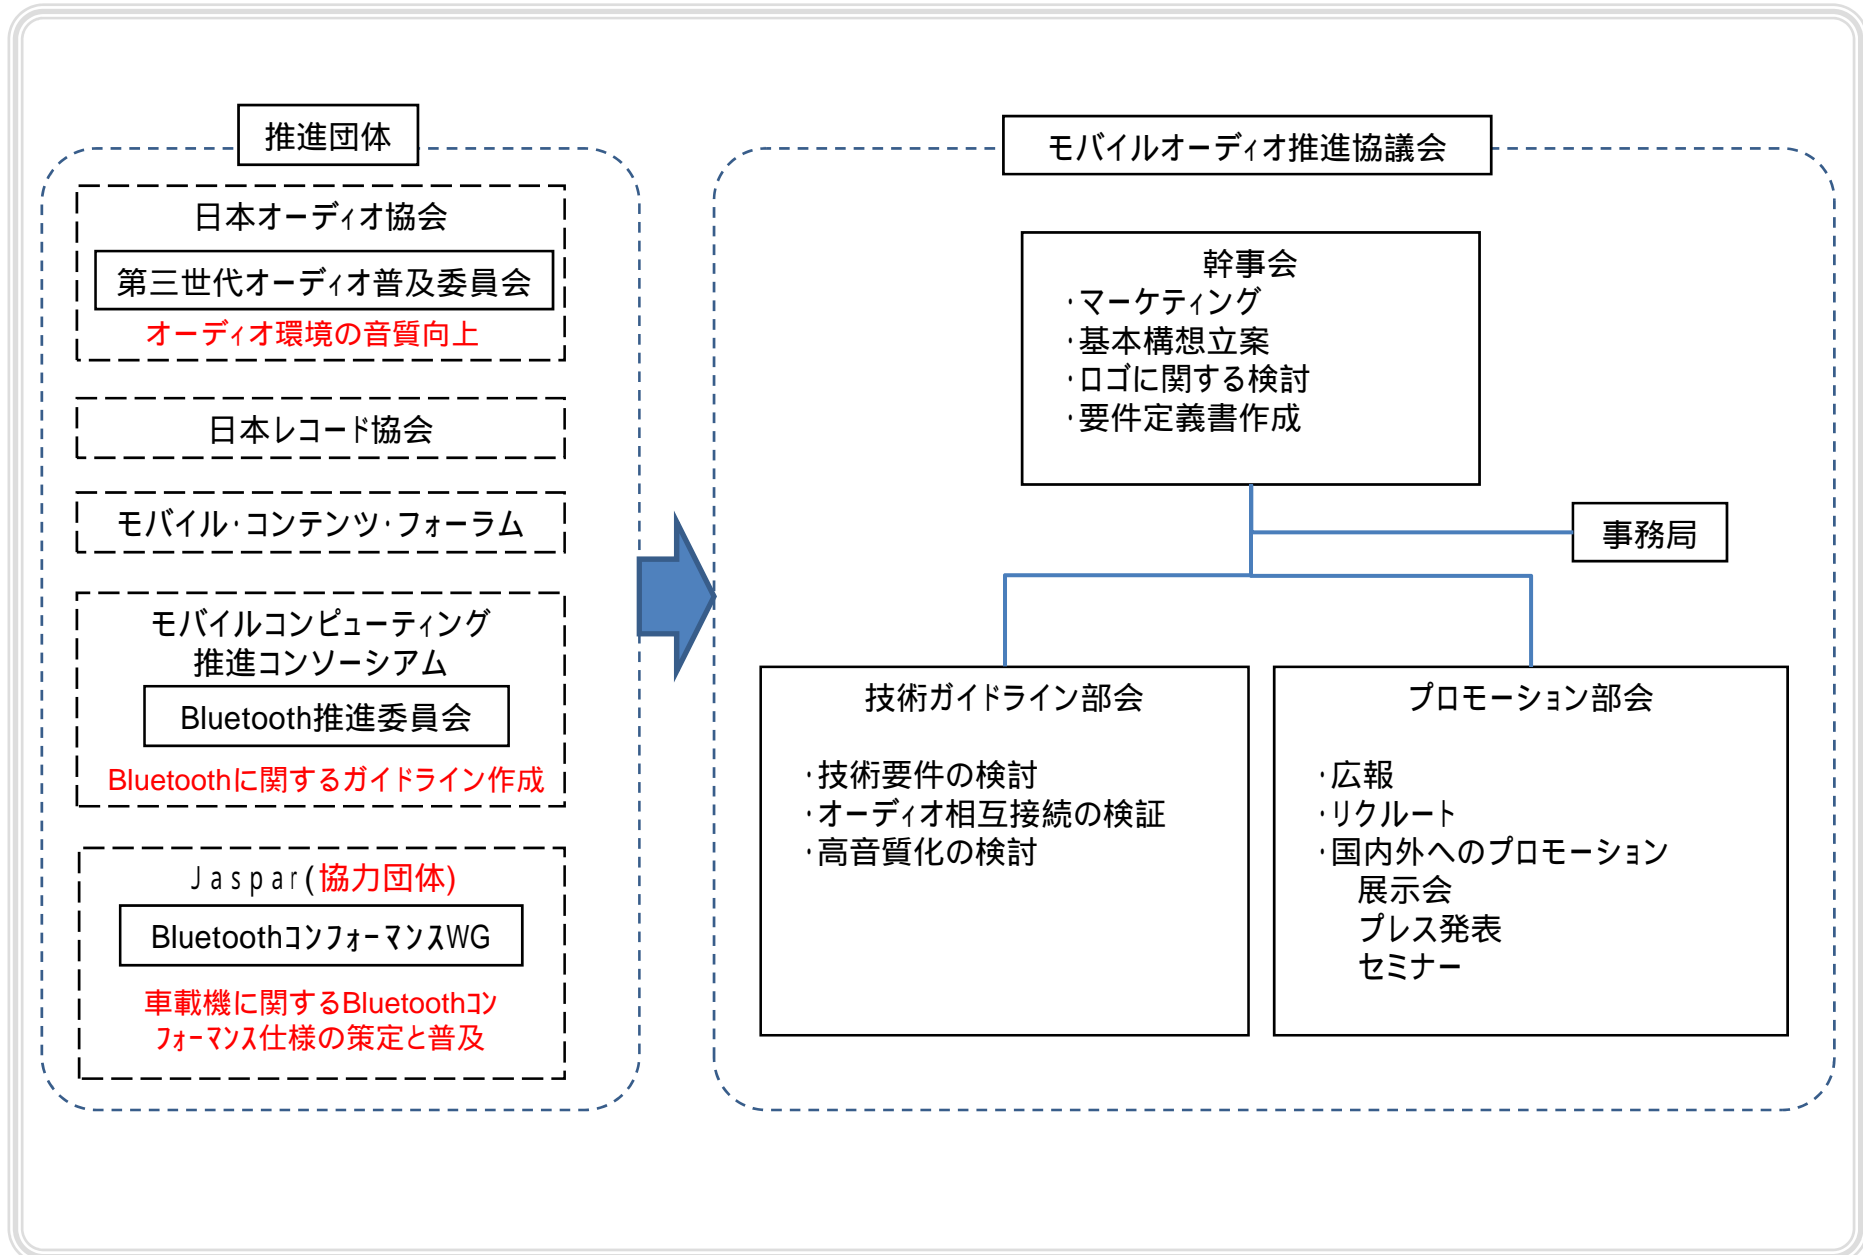 推進団体
日本オーディオ協会
第三世代オーディオ普及委員会
オーディオ環境の音質向上
日本レコード協会
モバイル・コンテンツ・フォーラム
モバイルコンピューティング
推進コンソーシアム
Bluetooth推進委員会
Bluetoothに関するガイドライン作成
Jaspar(協力団体)
BluetoothコンフォーマンスWG
車載機に関するBluetoothコン
フォーマンス仕様の策定と普及
モバイルオーディオ推進協議会
幹事会
・マーケティング
・基本構想立案
・ロゴに関する検討
・要件定義書作成
事務局
技術ガイドライン部会
・技術要件の検討
・オーディオ相互接続の検証
・高音質化の検討
プロモーション部会
・広報
・リクルート
・国内外へのプロモーション
展示会
プレス発表
セミナー